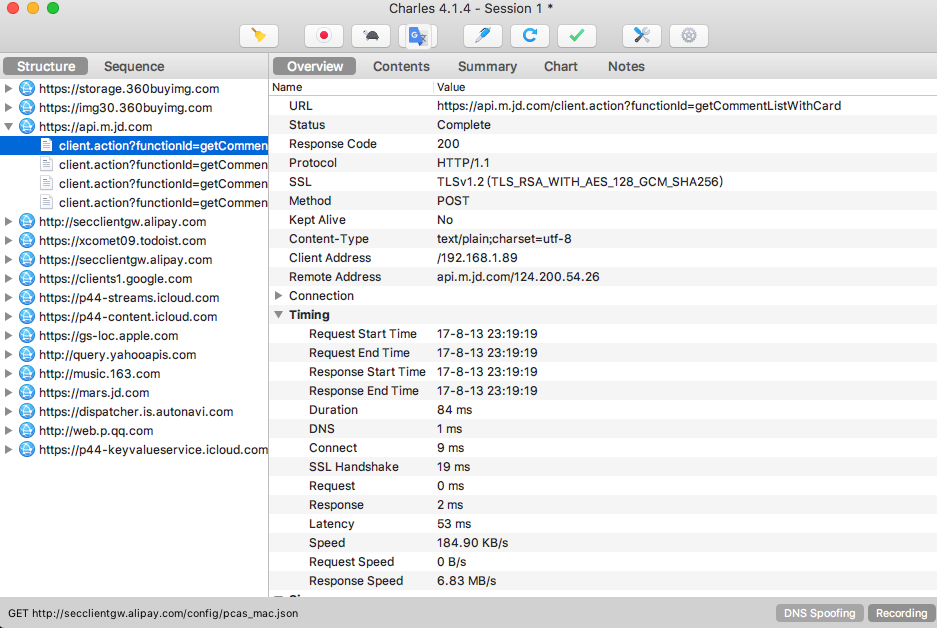 Charles 4.1.4 - Session 1 *
Structure Sequence
https://storage.360buyimg.com
https://img30.360buyimg.com
https://api.m.jd.com
client.action?functionId=getCommen
client.action?functionId=getCommen
client.action?functionId=getCommen
client.action?functionId=getCommen
http://secclientgw.alipay.com
https://xcomet09.todoist.com
https://secclientgw.alipay.com
https://clients1.google.com
https://p44-streams.icloud.com
https://p44-content.icloud.com
https://gs-loc.apple.com
http://query.yahooapis.com
http://music.163.com
https://mars.jd.com
https://dispatcher.is.autonavi.com
http://web.p.qq.com
https://p44-keyvalueservice.icloud.com
Overview Contents Summary Chart Notes
Name Value
URL https://api.m.jd.com/client.action?functionId=getCommentListWithCard
Status Complete
Response Code 200
Protocol HTTP/1.1
SSL TLSv1.2 (TLS_RSA_WITH_AES_128_GCM_SHA256)
Method POST
Kept Alive No
Content-Type text/plain;charset=utf-8
Client Address /192.168.1.89
Remote Address api.m.jd.com/124.200.54.26
Connection
Timing
Request Start Time 17-8-13 23:19:19
Request End Time 17-8-13 23:19:19
Response Start Time 17-8-13 23:19:19
Response End Time 17-8-13 23:19:19
Duration 84 ms
DNS 1 ms
Connect 9 ms
SSL Handshake 19 ms
Request 0 ms
Response 2 ms
Latency 53 ms
Speed 184.90 KB/s
Request Speed 0 B/s
Response Speed 6.83 MB/s
GET http://secclientgw.alipay.com/config/pcas_mac.json
DNS Spoofing Recording